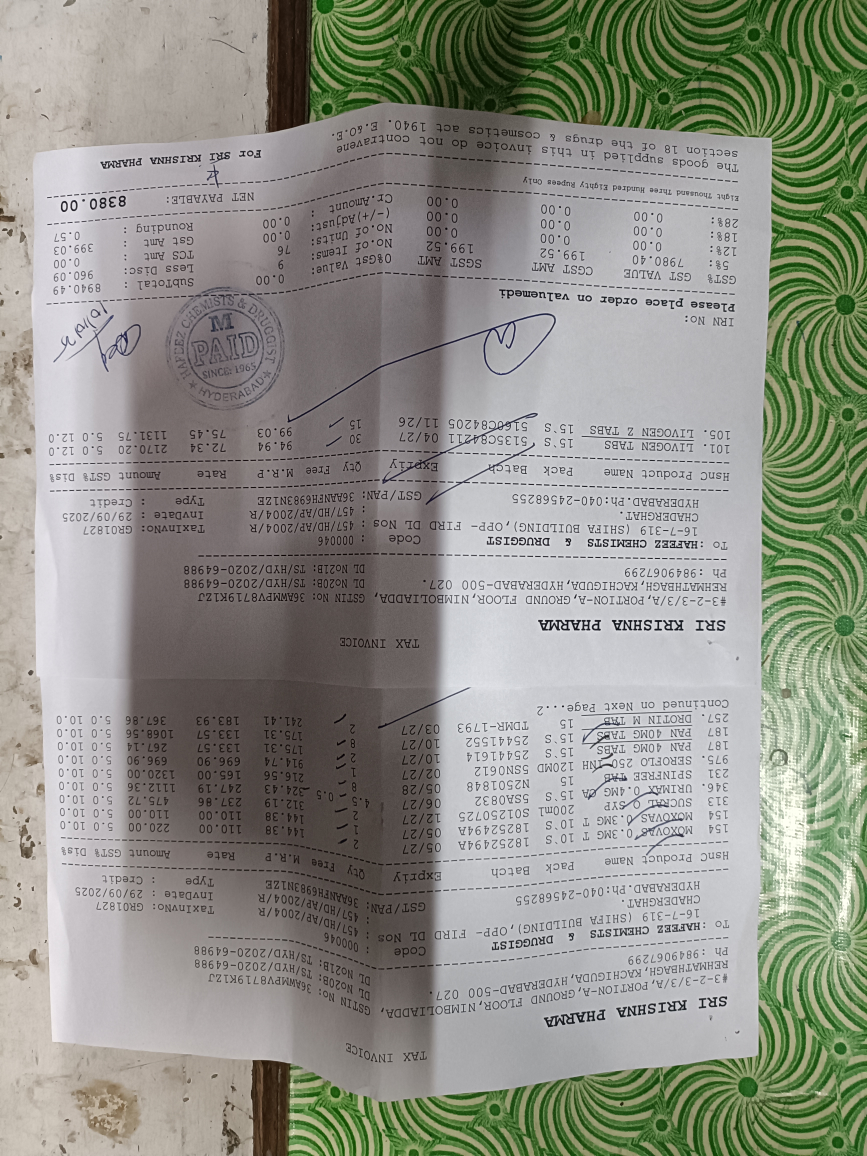 TAX INVOICE
SRI KRISHNA PHARMA
#3-2-3/3/A, PORTION-A, GROUND FLOOR, NIMBOLIADDA, GSTIN No: 36AWMPV8719K1ZJ
REHMATHBAGH, KACHIGUDA, HYDERABAD-500 027. DL No20B: TS/HYD/2020-64988
Ph :9849067299 DL No21B: TS/HYD/2020-64988
To: HAFEEZ CHEMISTS & DRUGGIST Code : 000046
16-7-319 (SHIFA BUILDING), OPP- FIRD DL Nos : 457/HD/AP/2004/R TaxInvNo: GR01827
CHADERGHAT. : 457/HD/AP/2004/R InvDate : 29/09/2025
HYDERABAD.Ph:040-24568255 GST/PAN: 36AANFH6983N1ZE Type : Credit
HsnC Product Name Pack Batch Expriy Qty Free M.R.P Rate Amount GST% Dis%
154 MOXOVAS 0.3MG T 10'S 18252494A 05/27 2 144.38 110.00 220.00 5.0 10.0
154 MOXOVAS 0.3MG T 10'S 18252494A 05/27 1 144.38 110.00 110.00 5.0 10.0
313 SUCRAL O SYP 200ml S01250725 12/27 2 312.19 237.86 475.72 5.0 10.0
346. URIMAX 0.4MG CA 15'S SSA0832 06/27 4.5 0.5 324.43 247.19 1112.36 5.0 10.0
231 SPINFREE TAB 15 N2501848 05/28 8 216.56 165.00 1320.00 5.0 10.0
975. SEROFLO 250 INH 120MD SSN0612 02/27 1 914.74 696.90 696.90 5.0 10.0
187 PAN 40MG TABS 15'S 25441614 10/27 2 175.31 133.57 267.14 5.0 10.0
187 PAN 40MG TABS 15'S 25441552 10/27 8 175.31 133.57 1068.56 5.0 10.0
257. DROTIN M TAB 15 TDMR-1793 03/27 2 241.41 183.93 367.86 5.0 10.0
Continued on Next Page...2
TAX INVOICE
SRI KRISHNA PHARMA
#3-2-3/3/A, PORTION-A, GROUND FLOOR, NIMBOLIADDA, GSTIN No: 36AWMPV8719K1ZJ
REHMATHBAGH, KACHIGUDA, HYDERABAD-500 027. DL No20B: TS/HYD/2020-64988
Ph :9849067299 DL No21B: TS/HYD/2020-64988
To: HAFEEZ CHEMISTS & DRUGGIST Code : 000046
16-7-319 (SHIFA BUILDING), OPP- FIRD DL Nos : 457/HD/AP/2004/R TaxInvNo: GR01827
CHADERGHAT. : 457/HD/AP/2004/R InvDate : 29/09/2025
HYDERABAD.Ph:040-24568255 GST/PAN: 36AANFH6983N1ZE Type : Credit
HsnC Product Name Pack Batch Expriy Qty Free M.R.P Rate Amount GST% Dis%
101. LIVOGEN TABS 15'S 5135C84211 04/27 30 94.94 72.34 2170.20 5.0 12.0
105. LIVOGEN Z TABS 15'S 5160C84205 11/26 15 99.03 75.45 1131.75 5.0 12.0
HAFEEZ CHEMISTS & DRUGGIST
M
PAID
SINCE: 1965
HYDERABAD
IRN No:
Please place order on valuemedi
GST% GST VALUE CGST AMT SGST AMT 0%Gst Value: 0.00 Subtotal : 8940.49
5%: 7980.40 199.52 199.52 No.of Items: 9 Less Disc: 960.09
12%: 0.00 0.00 0.00 No.of Units: 76 TCS Amt : 0.00
18%: 0.00 0.00 0.00 (-/+)Adjust: 0.00 Gst Amt : 399.03
28%: 0.00 0.00 0.00 Cr.Amount : 0.00 Rounding : 0.57
Eight Thousand Three Hundred Eighty Rupees Only NET PAYABLE: 8380.00
The goods supplied in this invoice do not contravene
section 18 of the drugs & cosmetics act 1940. E.&O.E. For SRI KRISHNA PHARMA